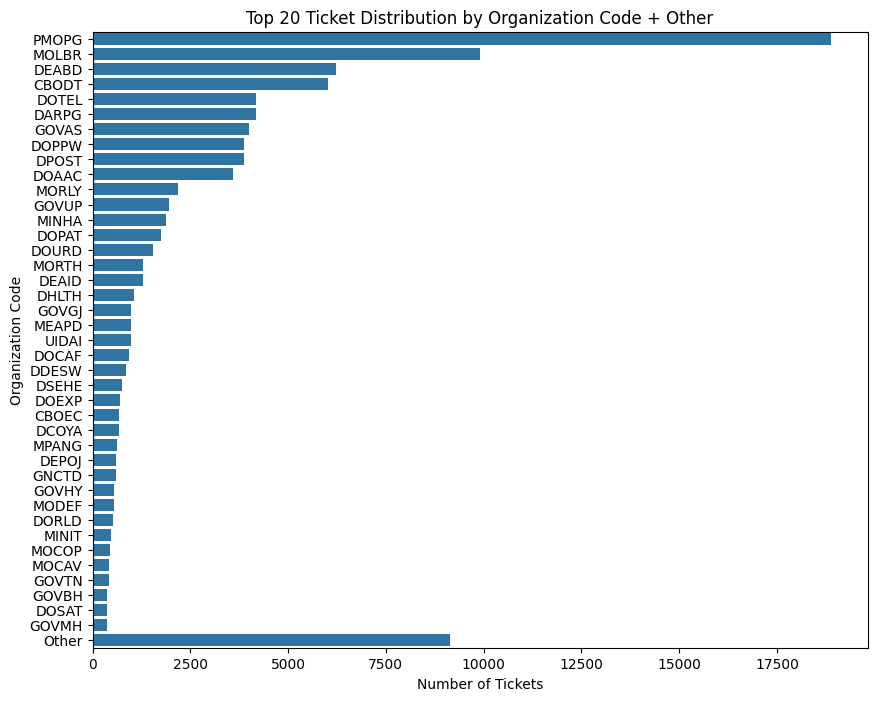 Top 20 Ticket Distribution by Organization Code + Other
Organization Code
PMOPG
MOLBR
DEABD
CBODT
DOTEL
DARPG
GOVAS
DOPPW
DPOST
DOAAC
MORLY
GOVUP
MINHA
DOPAT
DOURD
MORTH
DEAID
DHLTH
GOVGJ
MEAPD
UIDAI
DOCAF
DDESW
DSEHE
DOEXP
CBOEC
DCOYA
MPANG
DEPOJ
GNCTD
GOVHY
MODEF
DORLD
MINIT
MOCOP
MOCAV
GOVTN
GOVBH
DOSAT
GOVMH
Other
0 2500 5000 7500 10000 12500 15000 17500
Number of Tickets